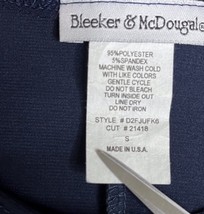 Bleeker & McDougal
95% POLYESTER
5% SPANDEX
MACHINE WASH COLD
WITH LIKE COLORS
GENTLE CYCLE
DO NOT BLEACH
TURN INSIDE OUT
LINE DRY
DO NOT IRON
STYLE: # D2FJUFK6
CUT # 21418
S
MADE IN U.S.A.